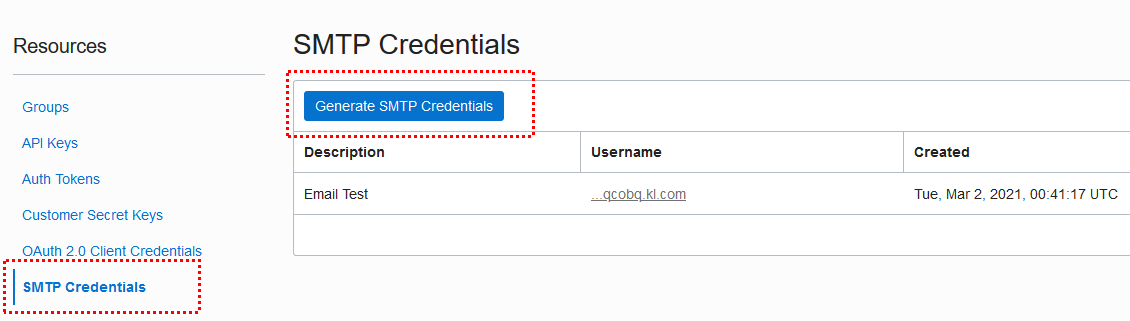 Resources
Groups
API Keys
Auth Tokens
Customer Secret Keys
OAuth 2.0 Client Credentials
SMTP Credentials
SMTP Credentials
Generate SMTP Credentials
Description Username Created
Email Test ...qcobq.kl.com Tue, Mar 2, 2021, 00:41:17 UTC